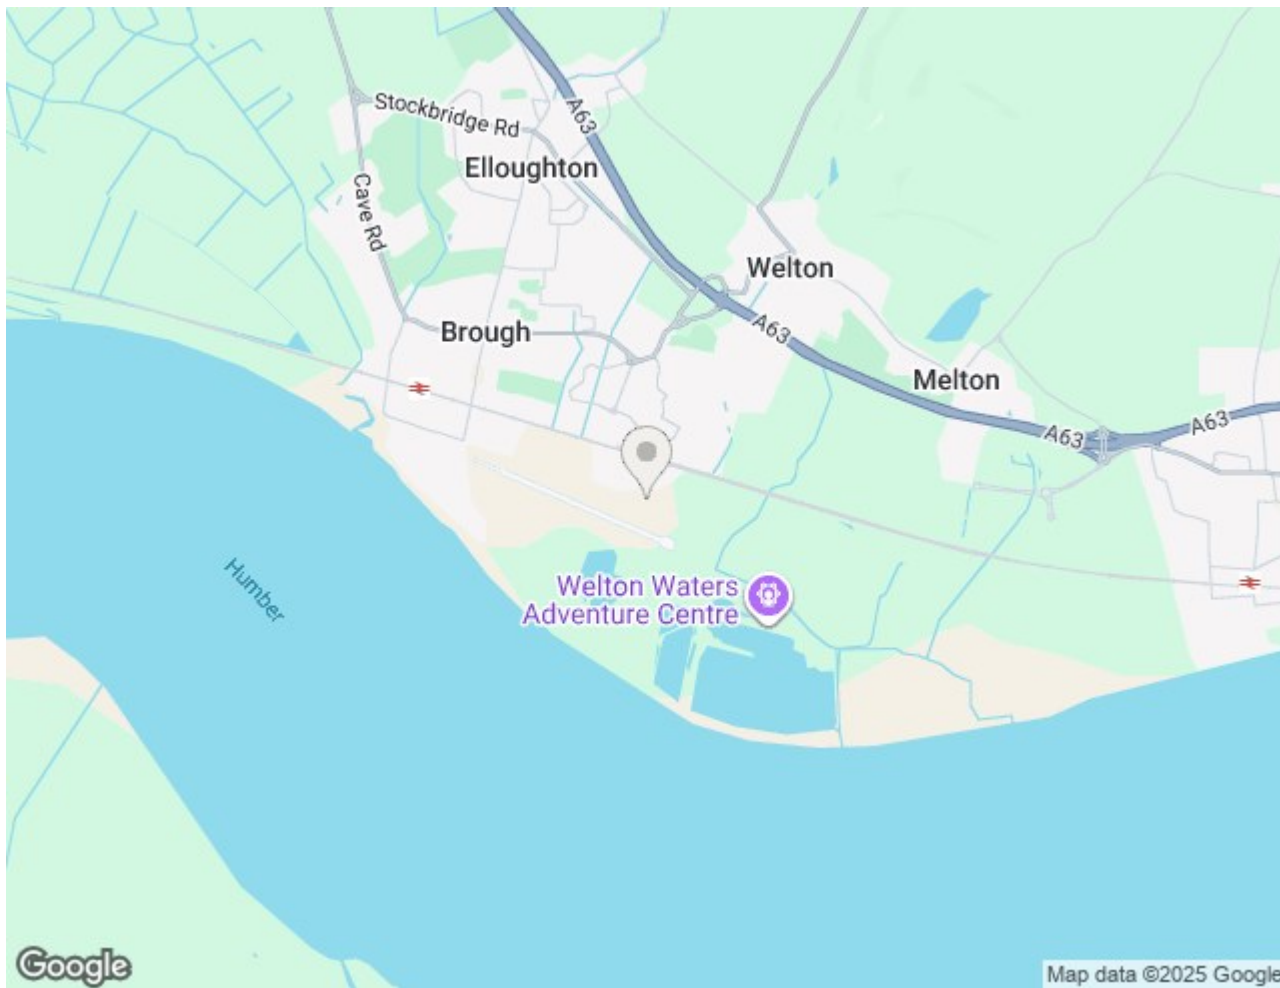 Stockbridge Rd
A63
Elloughton
Cave Rd
Welton
Brough
A63
Melton
A63
A63
Humber
Welton Waters
Adventure Centre
Google
Map data ©2025 Google